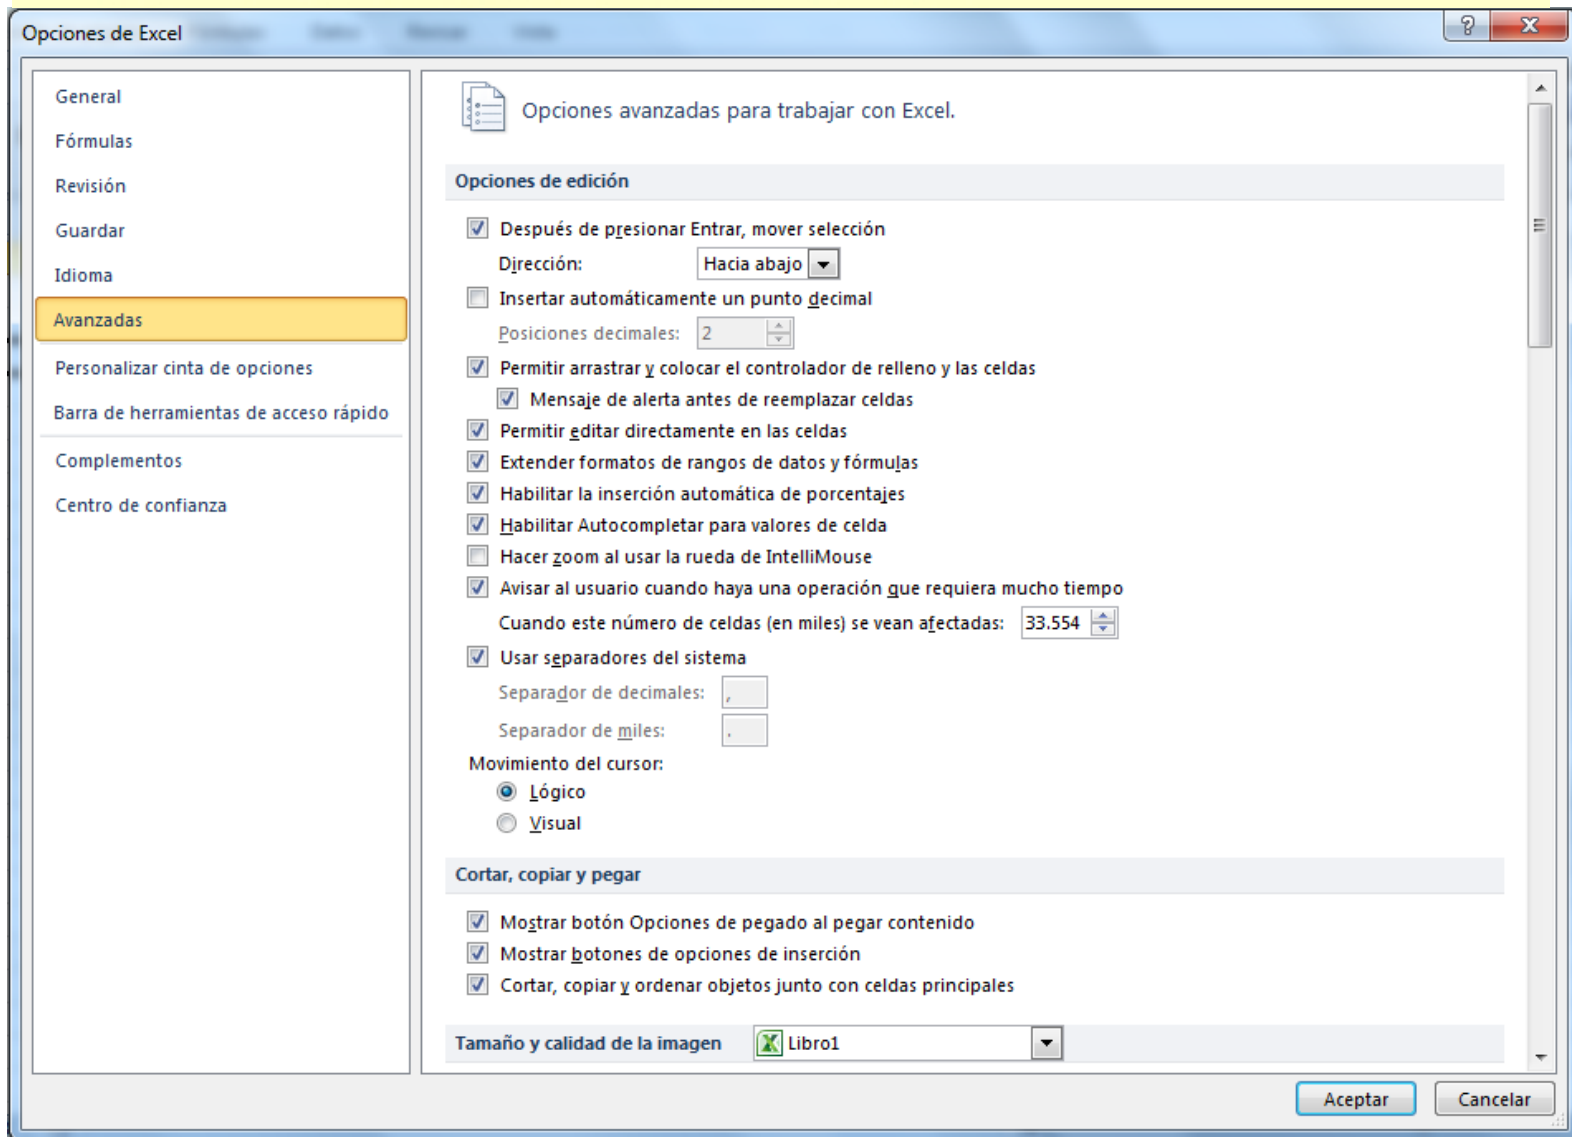 Opciones de Excel
General
Fórmulas
Revisión
Guardar
Idioma
Avanzadas
Personalizar cinta de opciones
Barra de herramientas de acceso rápido
Complementos
Centro de confianza
Opciones avanzadas para trabajar con Excel.
Opciones de edición
Después de presionar Entrar, mover selección
Dirección: Hacia abajo
Insertar automáticamente un punto decimal
Posiciones decimales: 2
Permitir arrastrar y colocar el controlador de relleno y las celdas
Mensaje de alerta antes de reemplazar celdas
Permitir editar directamente en las celdas
Extender formatos de rangos de datos y fórmulas
Habilitar la inserción automática de porcentajes
Habilitar Autocompletar para valores de celda
Hacer zoom al usar la rueda de IntelliMouse
Avisar al usuario cuando haya una operación que requiera mucho tiempo
Cuando este número de celdas (en miles) se vean afectadas: 33.554
Usar separadores del sistema
Separador de decimales: ,
Separador de miles: .
Movimiento del cursor:
Lógico
Visual
Cortar, copiar y pegar
Mostrar botón Opciones de pegado al pegar contenido
Mostrar botones de opciones de inserción
Cortar, copiar y ordenar objetos junto con celdas principales
Tamaño y calidad de la imagen Libro1
Aceptar Cancelar